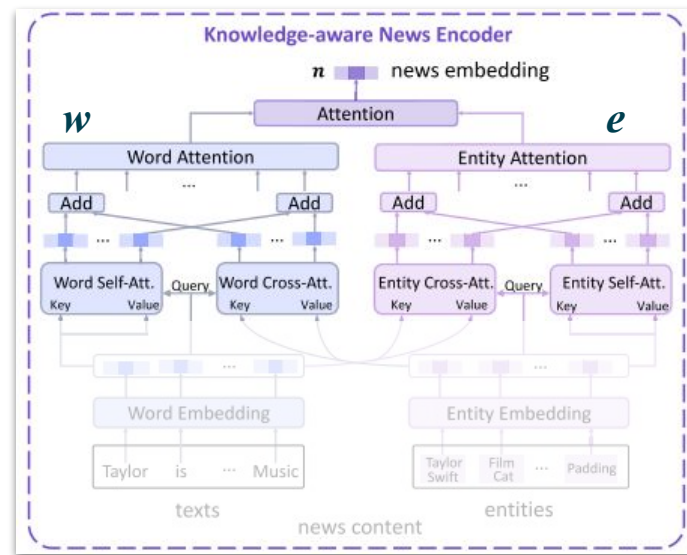 Knowledge-aware News Encoder
n news embedding
Attention
w e
Word Attention Entity Attention
... ...
Add Add Add Add
... ... ... ...
Word Self-Att. Query Word Cross-Att. Entity Cross-Att. Query Entity Self-Att.
Key Value Key Value Key Value Key Value
... ...
Word Embedding Entity Embedding
Taylor is ... Music Taylor Swift Film Cat ... Padding
texts entities
news content